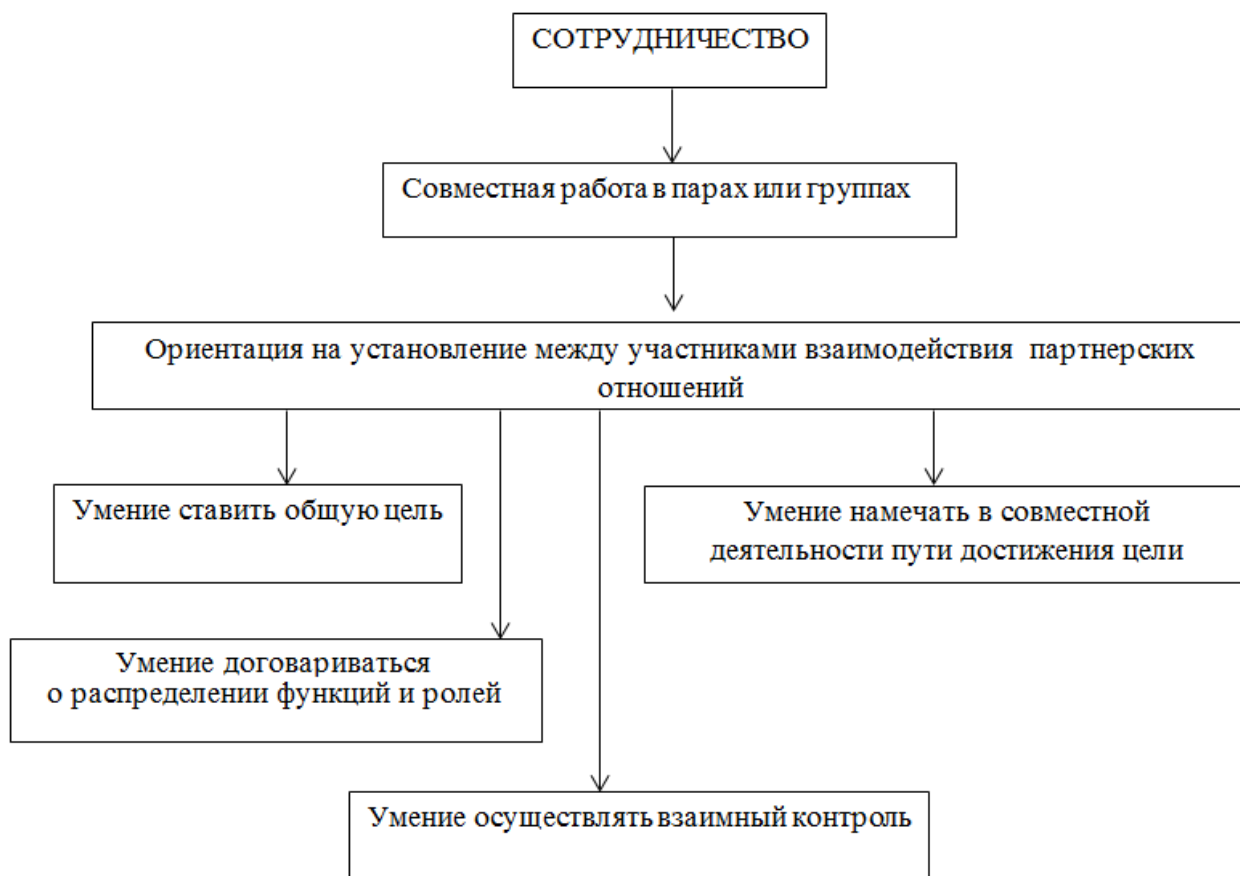 СОТРУДНИЧЕСТВО
Совместная работа в парах или группах
Ориентация на установление между участниками взаимодействия партнерских
отношений
Умение ставить общую цель
Умение намечать в совместной
деятельности пути достижения цели
Умение договариваться
о распределении функций и ролей
Умение осуществлять взаимный контроль